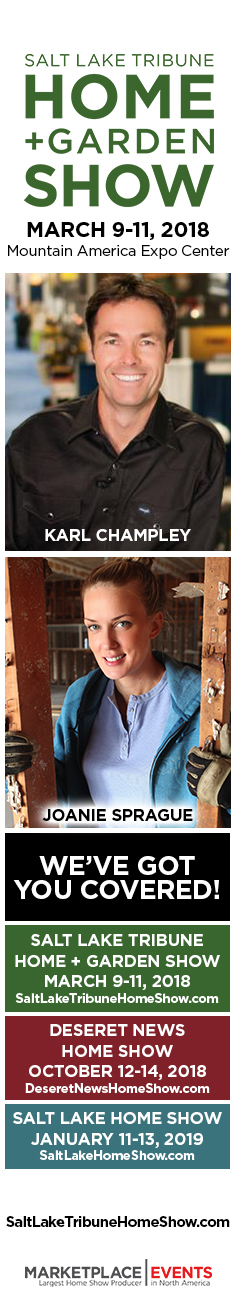 SALT LAKE TRIBUNE
HOME
+GARDEN
SHOW
MARCH 9-11, 2018
Mountain America Expo Center
KARL CHAMPLEY
JOANIE SPRAGUE
WE'VE GOT
YOU COVERED!
SALT LAKE TRIBUNE
HOME + GARDEN SHOW
MARCH 9-11, 2018
SaltLakeTribuneHomeShow.com
DESERET NEWS
HOME SHOW
OCTOBER 12-14, 2018
DeseretNewsHomeShow.com
SALT LAKE HOME SHOW
JANUARY 11-13, 2019
SaltLakeHomeShow.com
SaltLakeTribuneHomeShow.com
MARKETPLACE EVENTS
Largest Home Show Producer in North America